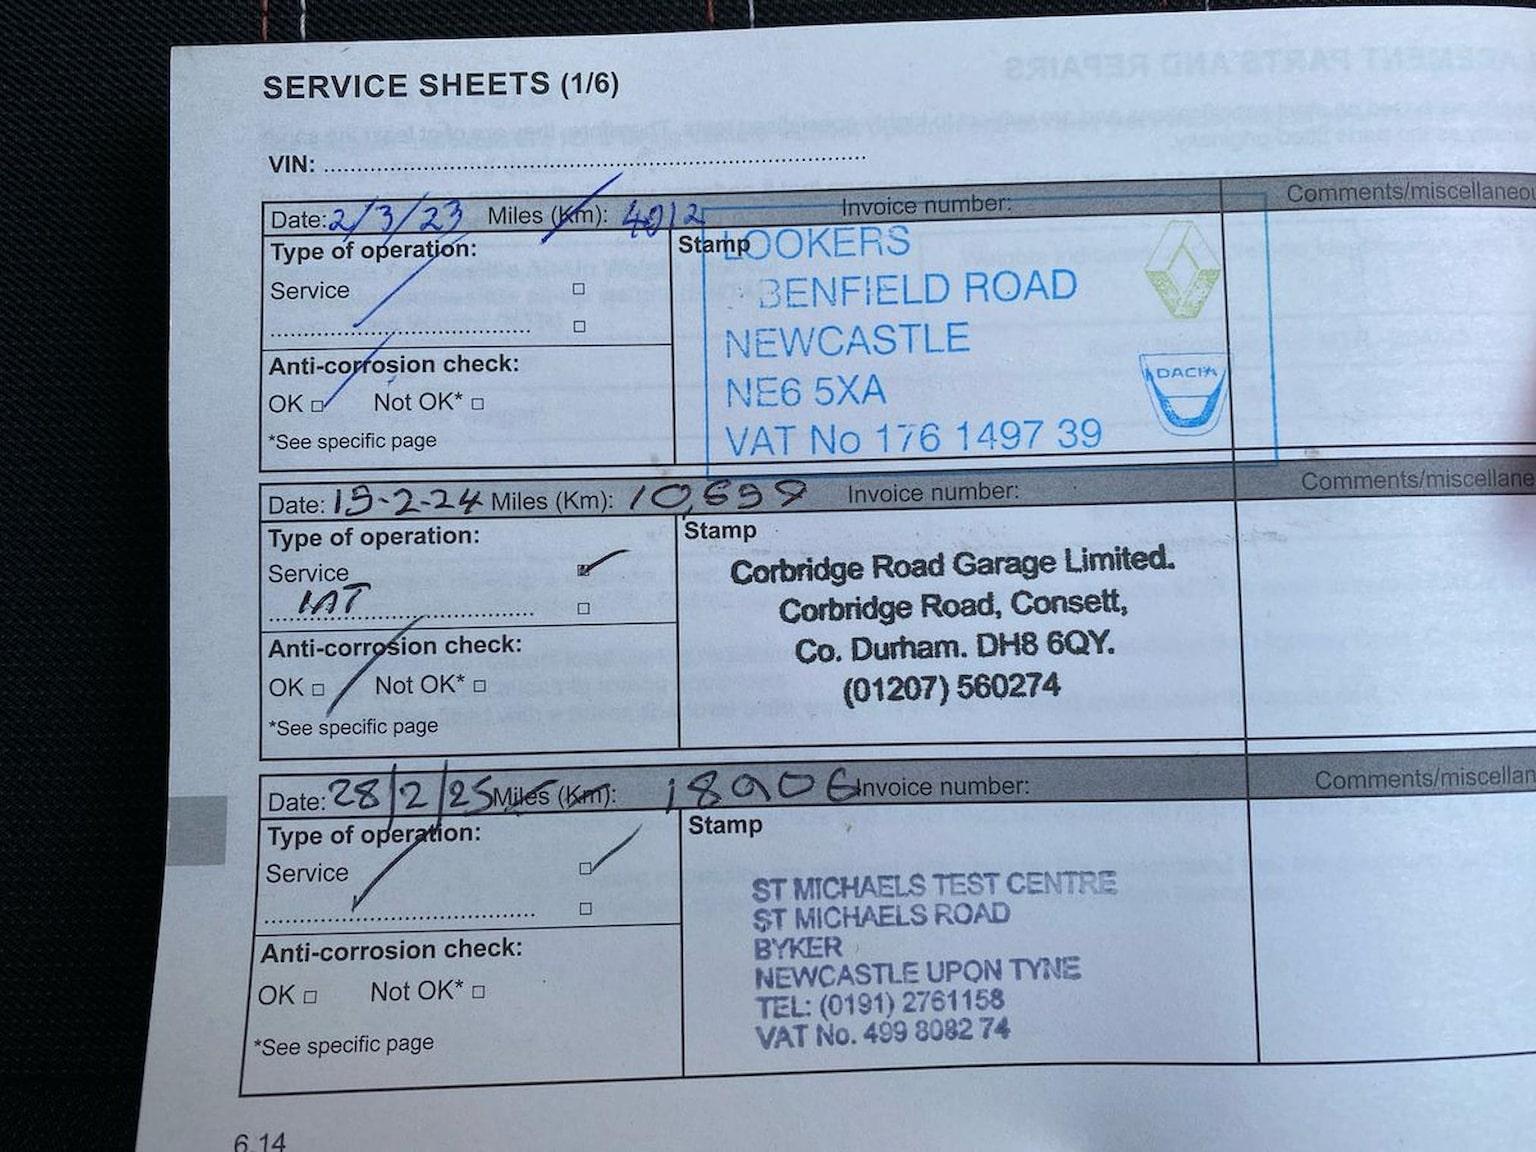 SERVICE SHEETS (1/6)
VIN:
Date: 2/3/23 Miles (Km): 4012 Invoice number: Comments/miscellaneou
Type of operation:
Service
Stamp
LOOKERS
BENFIELD ROAD
NEWCASTLE
NE6 5XA
VAT No 176 1497 39
DACIA
Anti-corrosion check:
OK Not OK*
*See specific page
Date: 15-2-24 Miles (Km): Invoice number: Comments/miscellane
Type of operation:
Service
Stamp
Corbridge Road Garage Limited.
Corbridge Road, Consett,
Co. Durham. DH8 6QY.
(01207) 560274
Anti-corrosion check:
OK Not OK*
*See specific page
Date: 28/2/25 Miles (Km): 18906 Invoice number: Comments/miscellan
Type of operation:
Service
Stamp
ST MICHAELS TEST CENTRE
ST MICHAELS ROAD
BYKER
NEWCASTLE UPON TYNE
TEL: (0191) 2761158
VAT No. 499 8082 74
Anti-corrosion check:
OK Not OK*
*See specific page
6.14